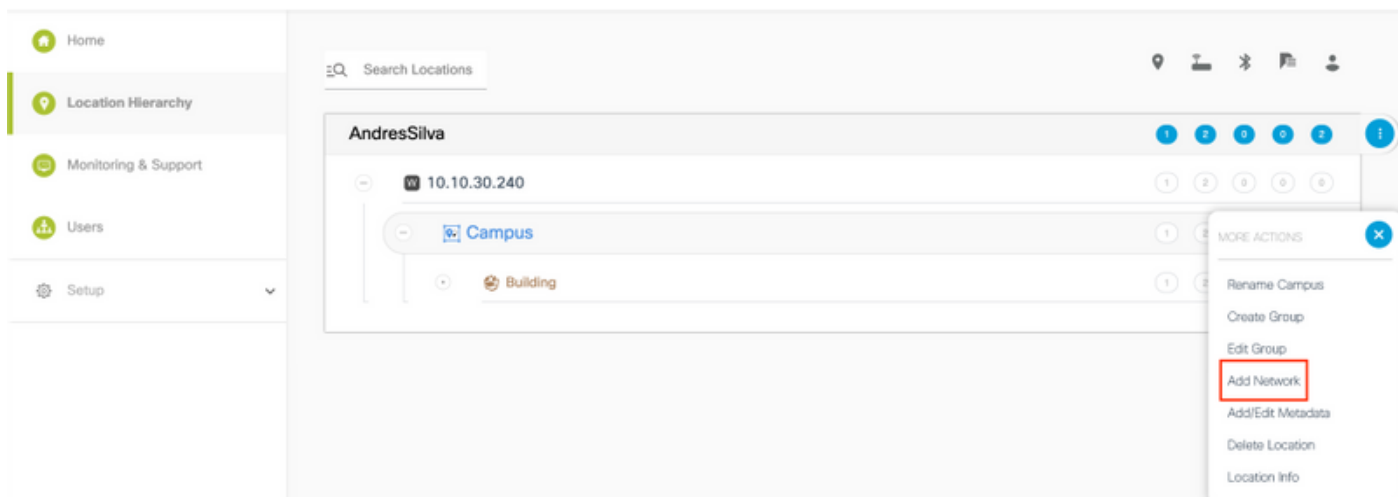 Home
Location Hierarchy
Monitoring & Support
Users
Setup
Search Locations
AndresSilva
1 2 0 0 2
W 10.10.30.240
1 2 0 0 0
Campus
1
Building
1
MORE ACTIONS
Rename Campus
Create Group
Edit Group
Add Network
Add/Edit Metadata
Delete Location
Location Info